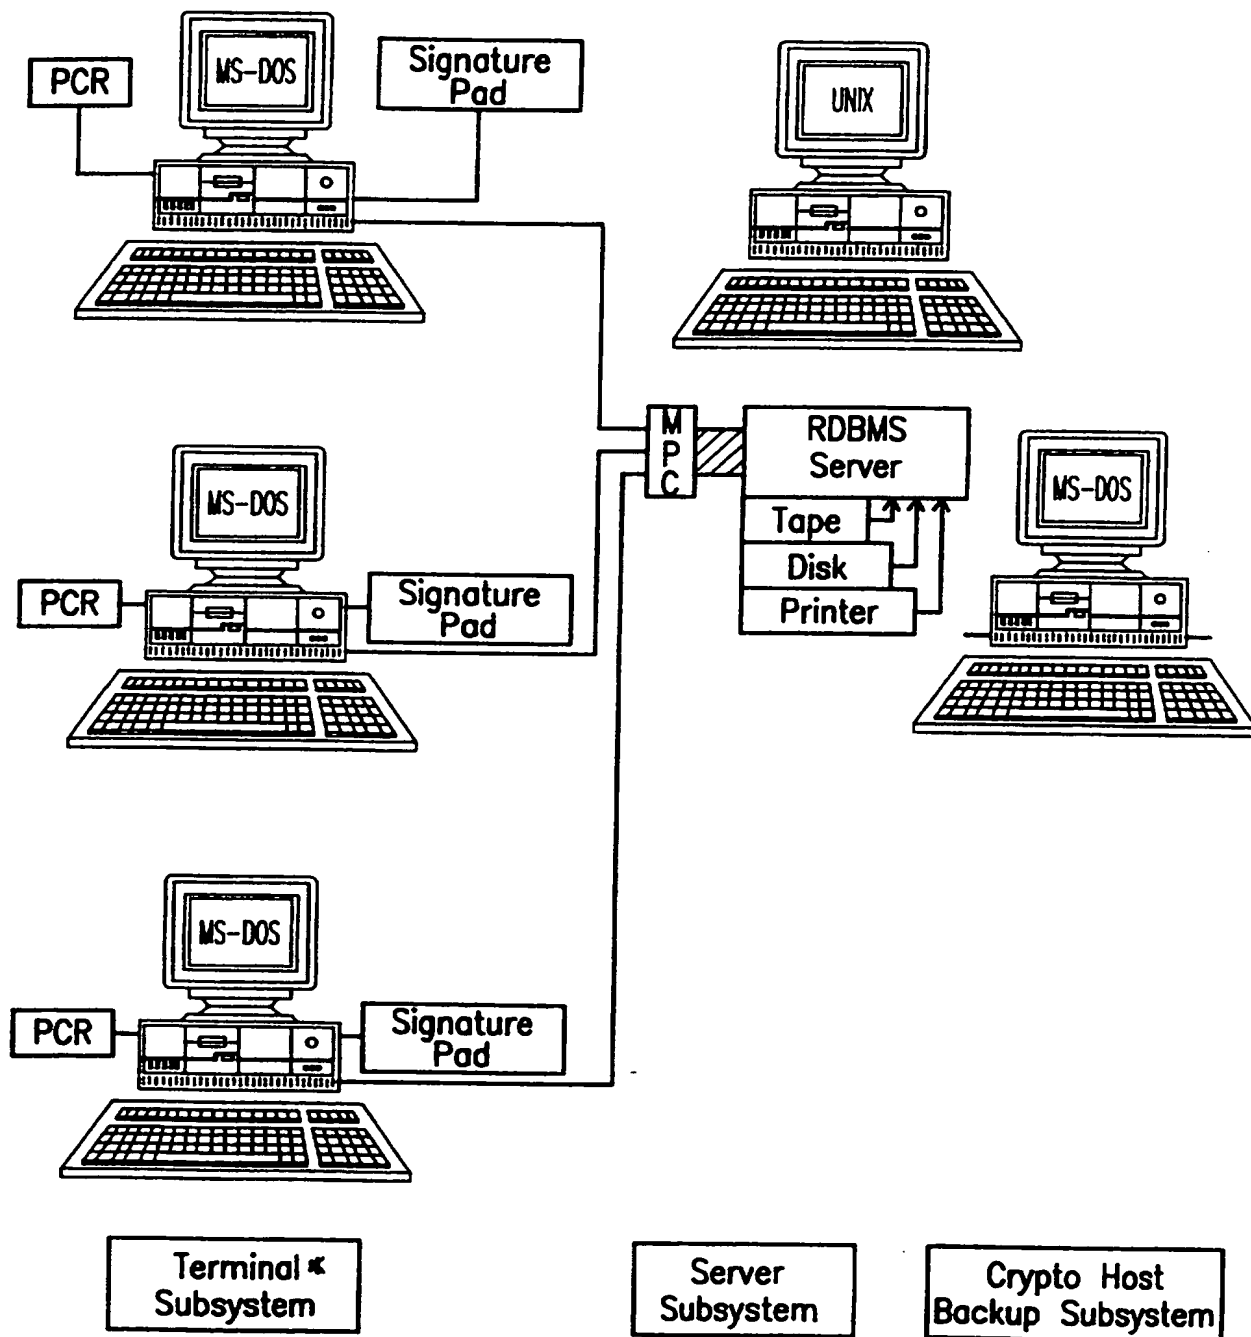 PCR
MS-DOS
Signature
Pad
UNIX
M
P
C
RDBMS
Server
Tape
Disk
Printer
MS-DOS
PCR
MS-DOS
Signature
Pad
PCR
MS-DOS
Signature
Pad
Terminal *
Subsystem
Server
Subsystem
Crypto Host
Backup Subsystem